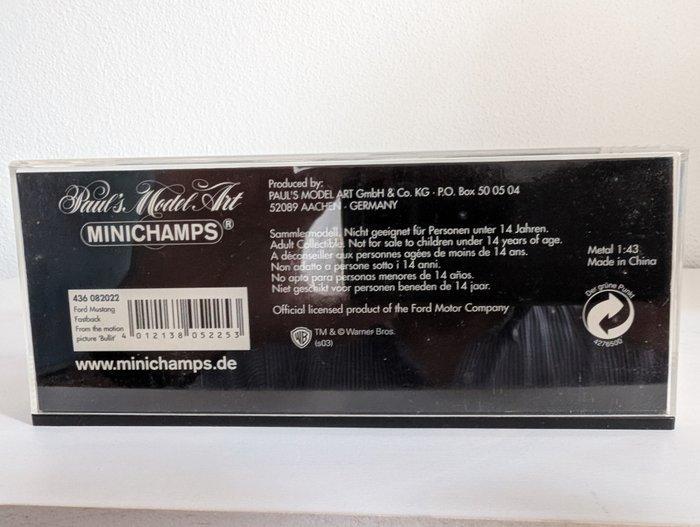 Paul's Model Art
MINICHAMPS®
Produced by:
PAUL'S MODEL ART GmbH & Co. KG · P.O. Box 50 05 04
52089 AACHEN · GERMANY
Sammlermodell. Nicht geeignet für Personen unter 14 Jahren.
Adult Collectible. Not for sale to children under 14 years of age.
A déconseiller aux personnes agées de moins de 14 ans.
Non adatto a persone sotto i 14 anni.
No apto para personas menores de 14 años.
Niet geschikt voor personen beneden de 14 jaar.
Official licensed product of the Ford Motor Company
WB
TM & © Warner Bros.
(s03)
Metal 1:43
Made in China
Der grüne Punkt
4276500
436 082022
Ford Mustang
Fastback
From the motion
picture 'Bullit'
4 012138 052253
www.minichamps.de